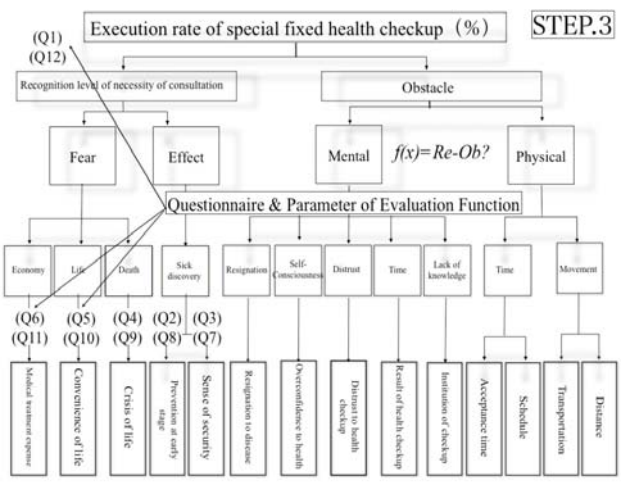 (Q1)
(Q12)
Execution rate of special fixed health checkup（%）
STEP.3
Recognition level of necessity of consultation
Obstacle
Fear
Effect
Mental
f(x)=Re-Ob?
Physical
Questionnaire & Parameter of Evaluation Function
Economy
Life
Death
Sick
discovery
Resignation
Self-
Consciousness
Distrust
Time
Lack of
knowledge
Time
Movement
(Q6)
(Q11)
(Q5)
(Q10)
(Q4)
(Q9)
(Q2)
(Q8)
(Q3)
(Q7)
Medical treatment expense
Convenience of life
Crisis of life
Prevention at early
stage
Sense of security
Resignation to disease
Overconfidence to health
Distrust to health
checkup
Result of health checkup
Institution of checkup
Acceptance time
Schedule
Transportation
Distance